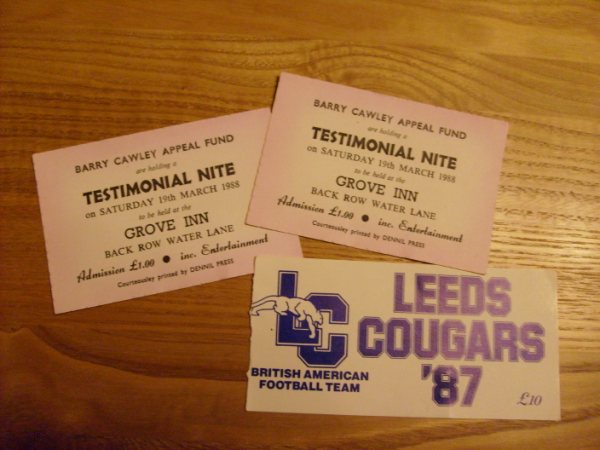 BARRY CAWLEY APPEAL FUND
are holding a
TESTIMONIAL NITE
on SATURDAY 19th MARCH 1988
to be held at the
GROVE INN
BACK ROW WATER LANE
Admission £1.00 ● inc. Entertainment
Courteousley printed by DENNIL PRESS
BARRY CAWLEY APPEAL FUND
are holding a
TESTIMONIAL NITE
on SATURDAY 19th MARCH 1988
to be held at the
GROVE INN
BACK ROW WATER LANE
Admission £1.00 ● inc. Entertainment
Courteousley printed by DENNIL PRESS
LC
BRITISH AMERICAN
FOOTBALL TEAM
LEEDS
COUGARS
'87
£10